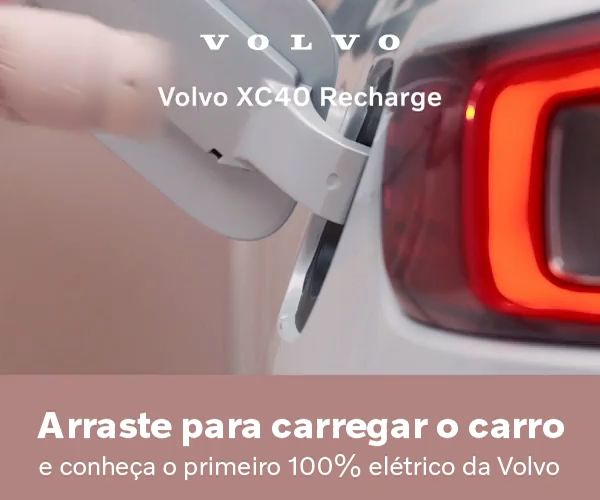 VOLVO
Volvo XC40 Recharge
Arraste para carregar o carro
e conheça o primeiro 100% elétrico da Volvo